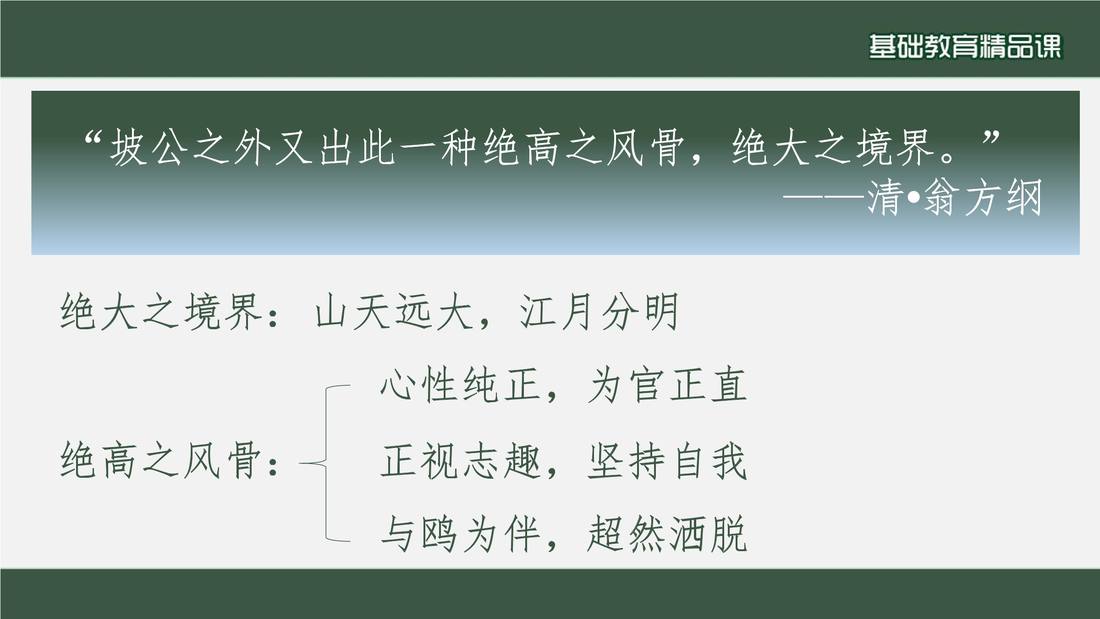 基础教育精品课
“坡公之外又出此一种绝高之风骨，绝大之境界。”
——清•翁方纲
绝大之境界：山天远大，江月分明
心性纯正，为官正直
绝高之风骨：
正视志趣，坚持自我
与鸥为伴，超然洒脱